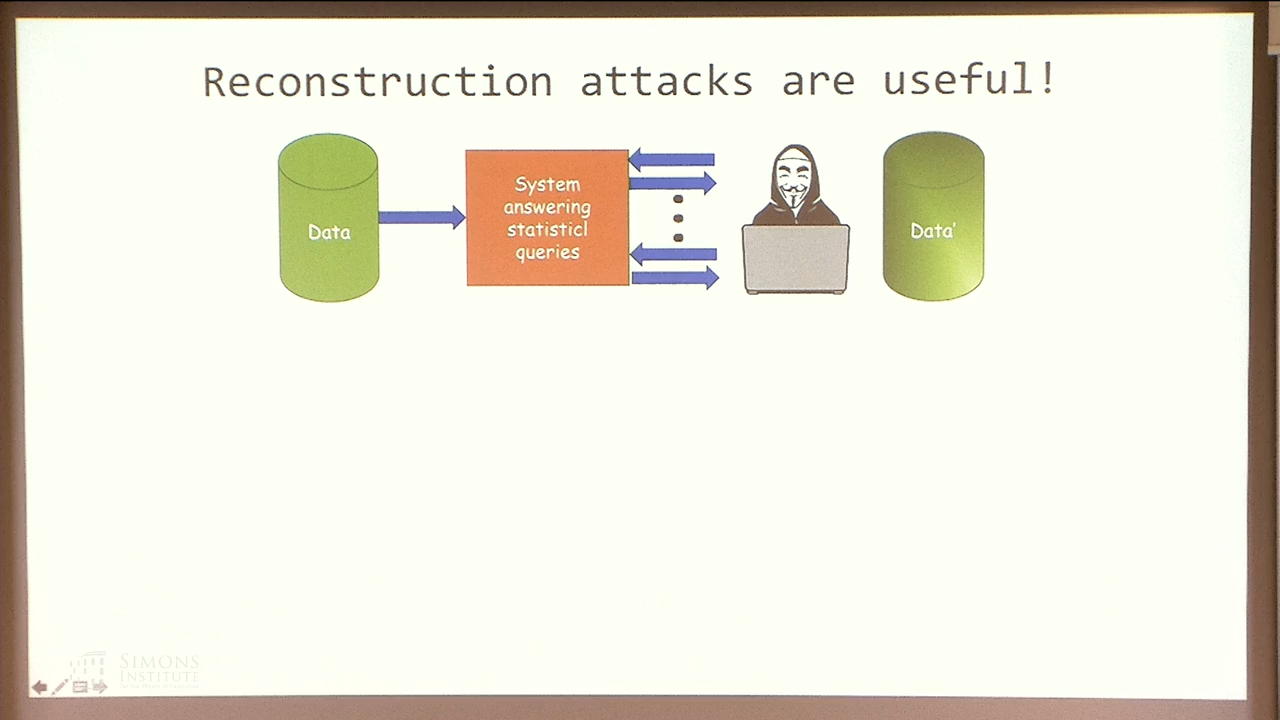 Reconstruction attacks are useful!
Data
System
answering
statisticl
queries
Data'
SIMONS
INSTITUTE